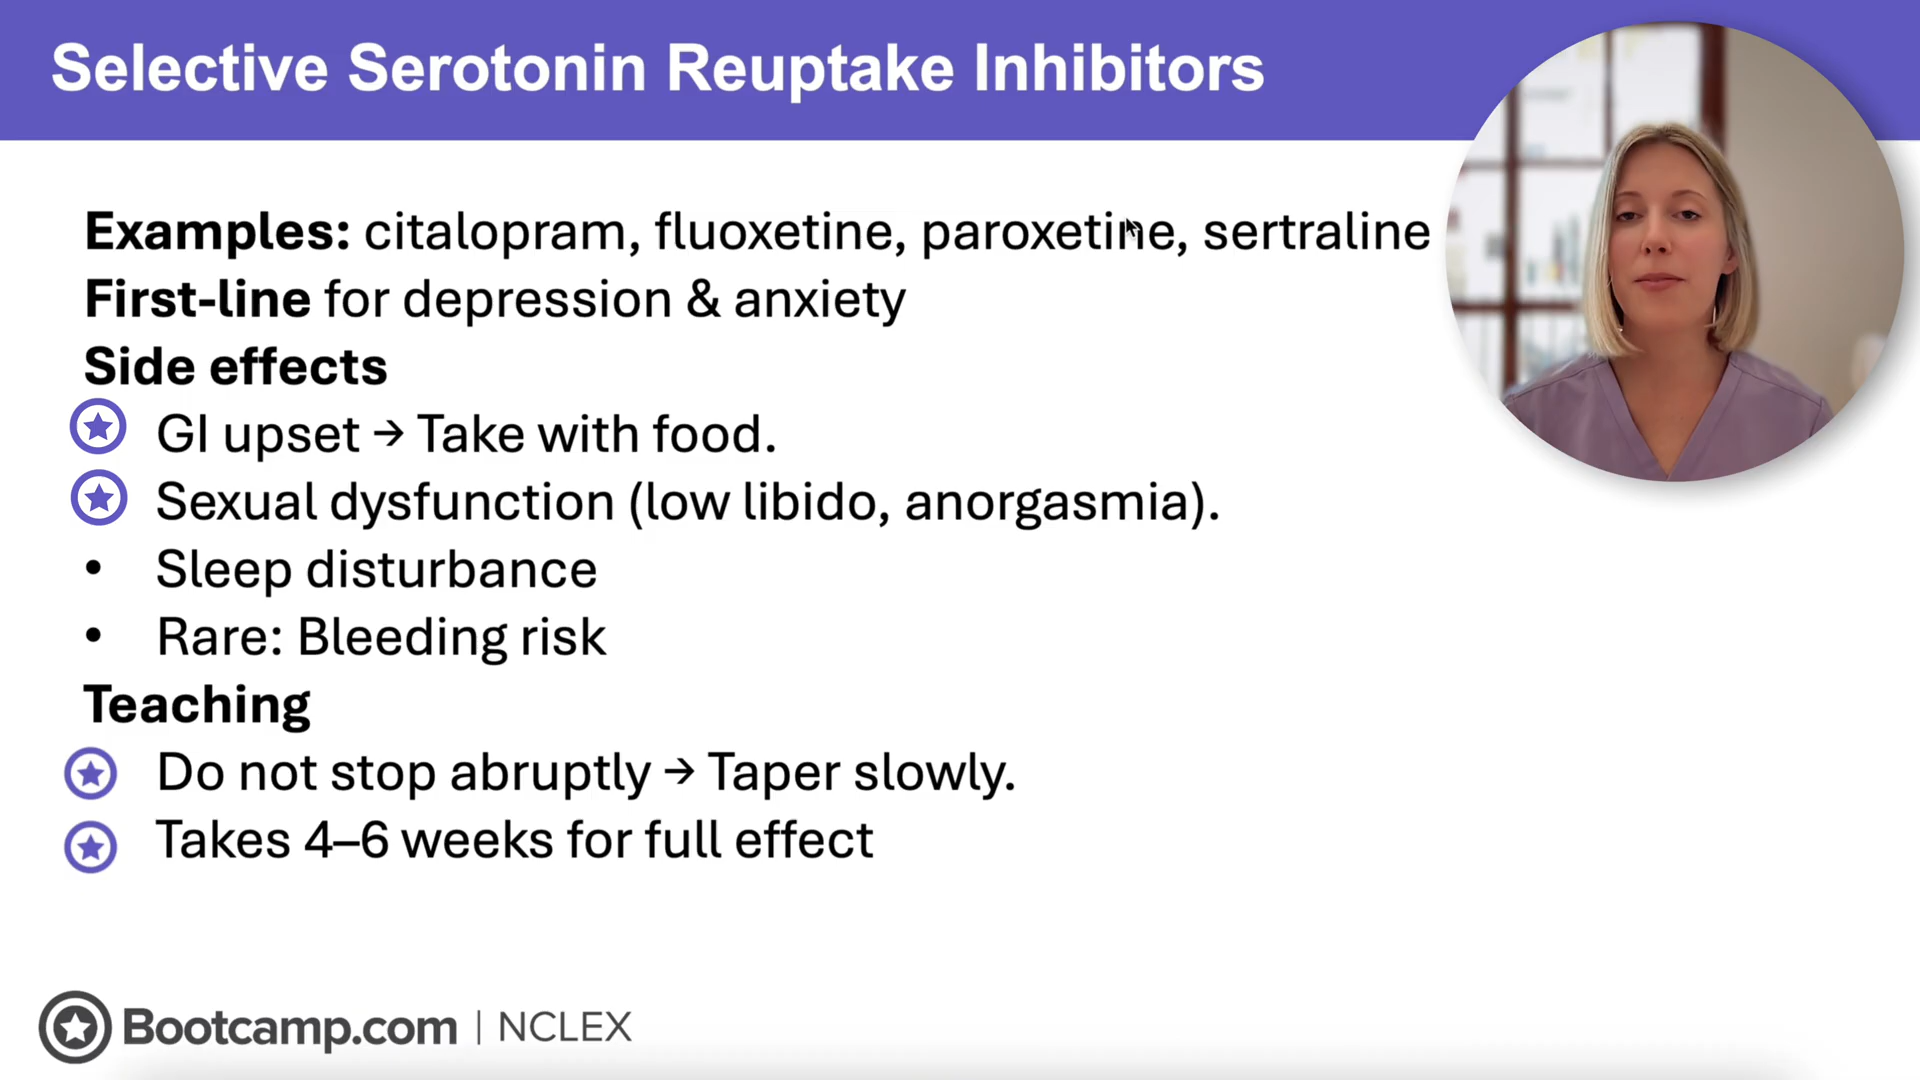 Selective Serotonin Reuptake Inhibitors
Examples: citalopram, fluoxetine, paroxetine, sertraline
First-line for depression & anxiety
Side effects
GI upset → Take with food.
Sexual dysfunction (low libido, anorgasmia).
• Sleep disturbance
• Rare: Bleeding risk
Teaching
Do not stop abruptly → Taper slowly.
Takes 4–6 weeks for full effect
Bootcamp.com | NCLEX